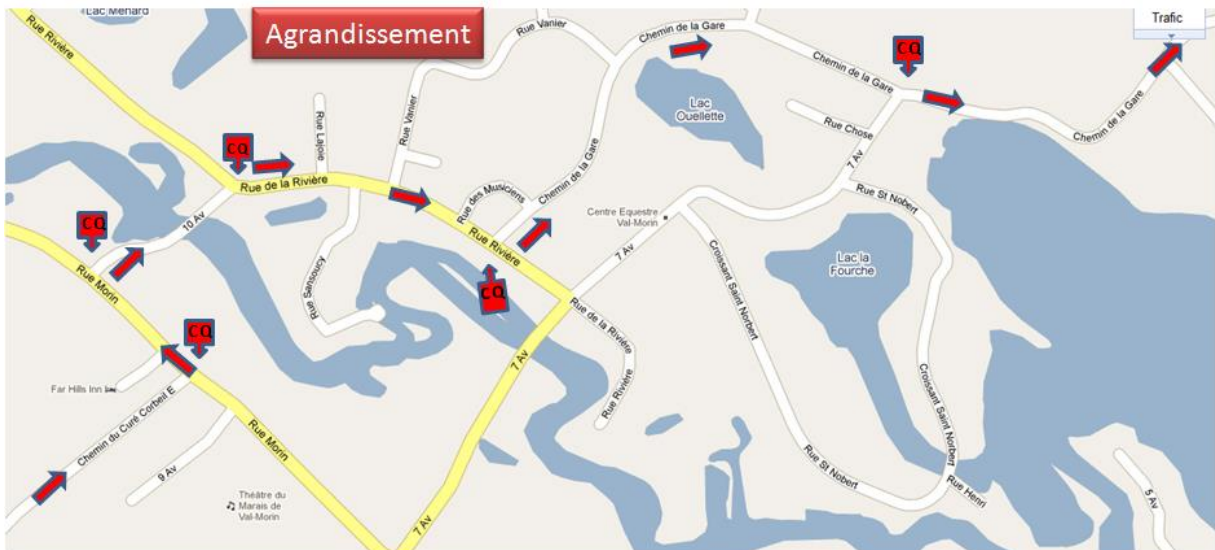 Lac Ménard
Agrandissement
Trafic
Rue Rivière
Rue Vanier
Chemin de la Gare
CQ
Chemin de la Gare
Lac
Ouellette
Rue Lajoie
Rue Vanier
Rue Chose
Chemin de la Gare
CQ
Chemin de la Gare
7 Av
Rue de la Rivière
Rue des Musiciens
Rue St Nobert
10 Av
Centre Equestre
Val-Morin
CQ
Rue Rivière
7 Av
Lac la
Fourche
Rue Morin
Rue Sansoucy
CQ
Croissant Saint Norbert
Rue de la Rivière
CQ
7 Av
Far Hills Inn
Rue Rivière
Croissant Saint Norbert
Chemin du Curé Corbeil E
Rue Morin
9 Av
Rue St Nobert
Rue Henri
5 Av
Théâtre du
Marais de
Val-Morin
7 Av